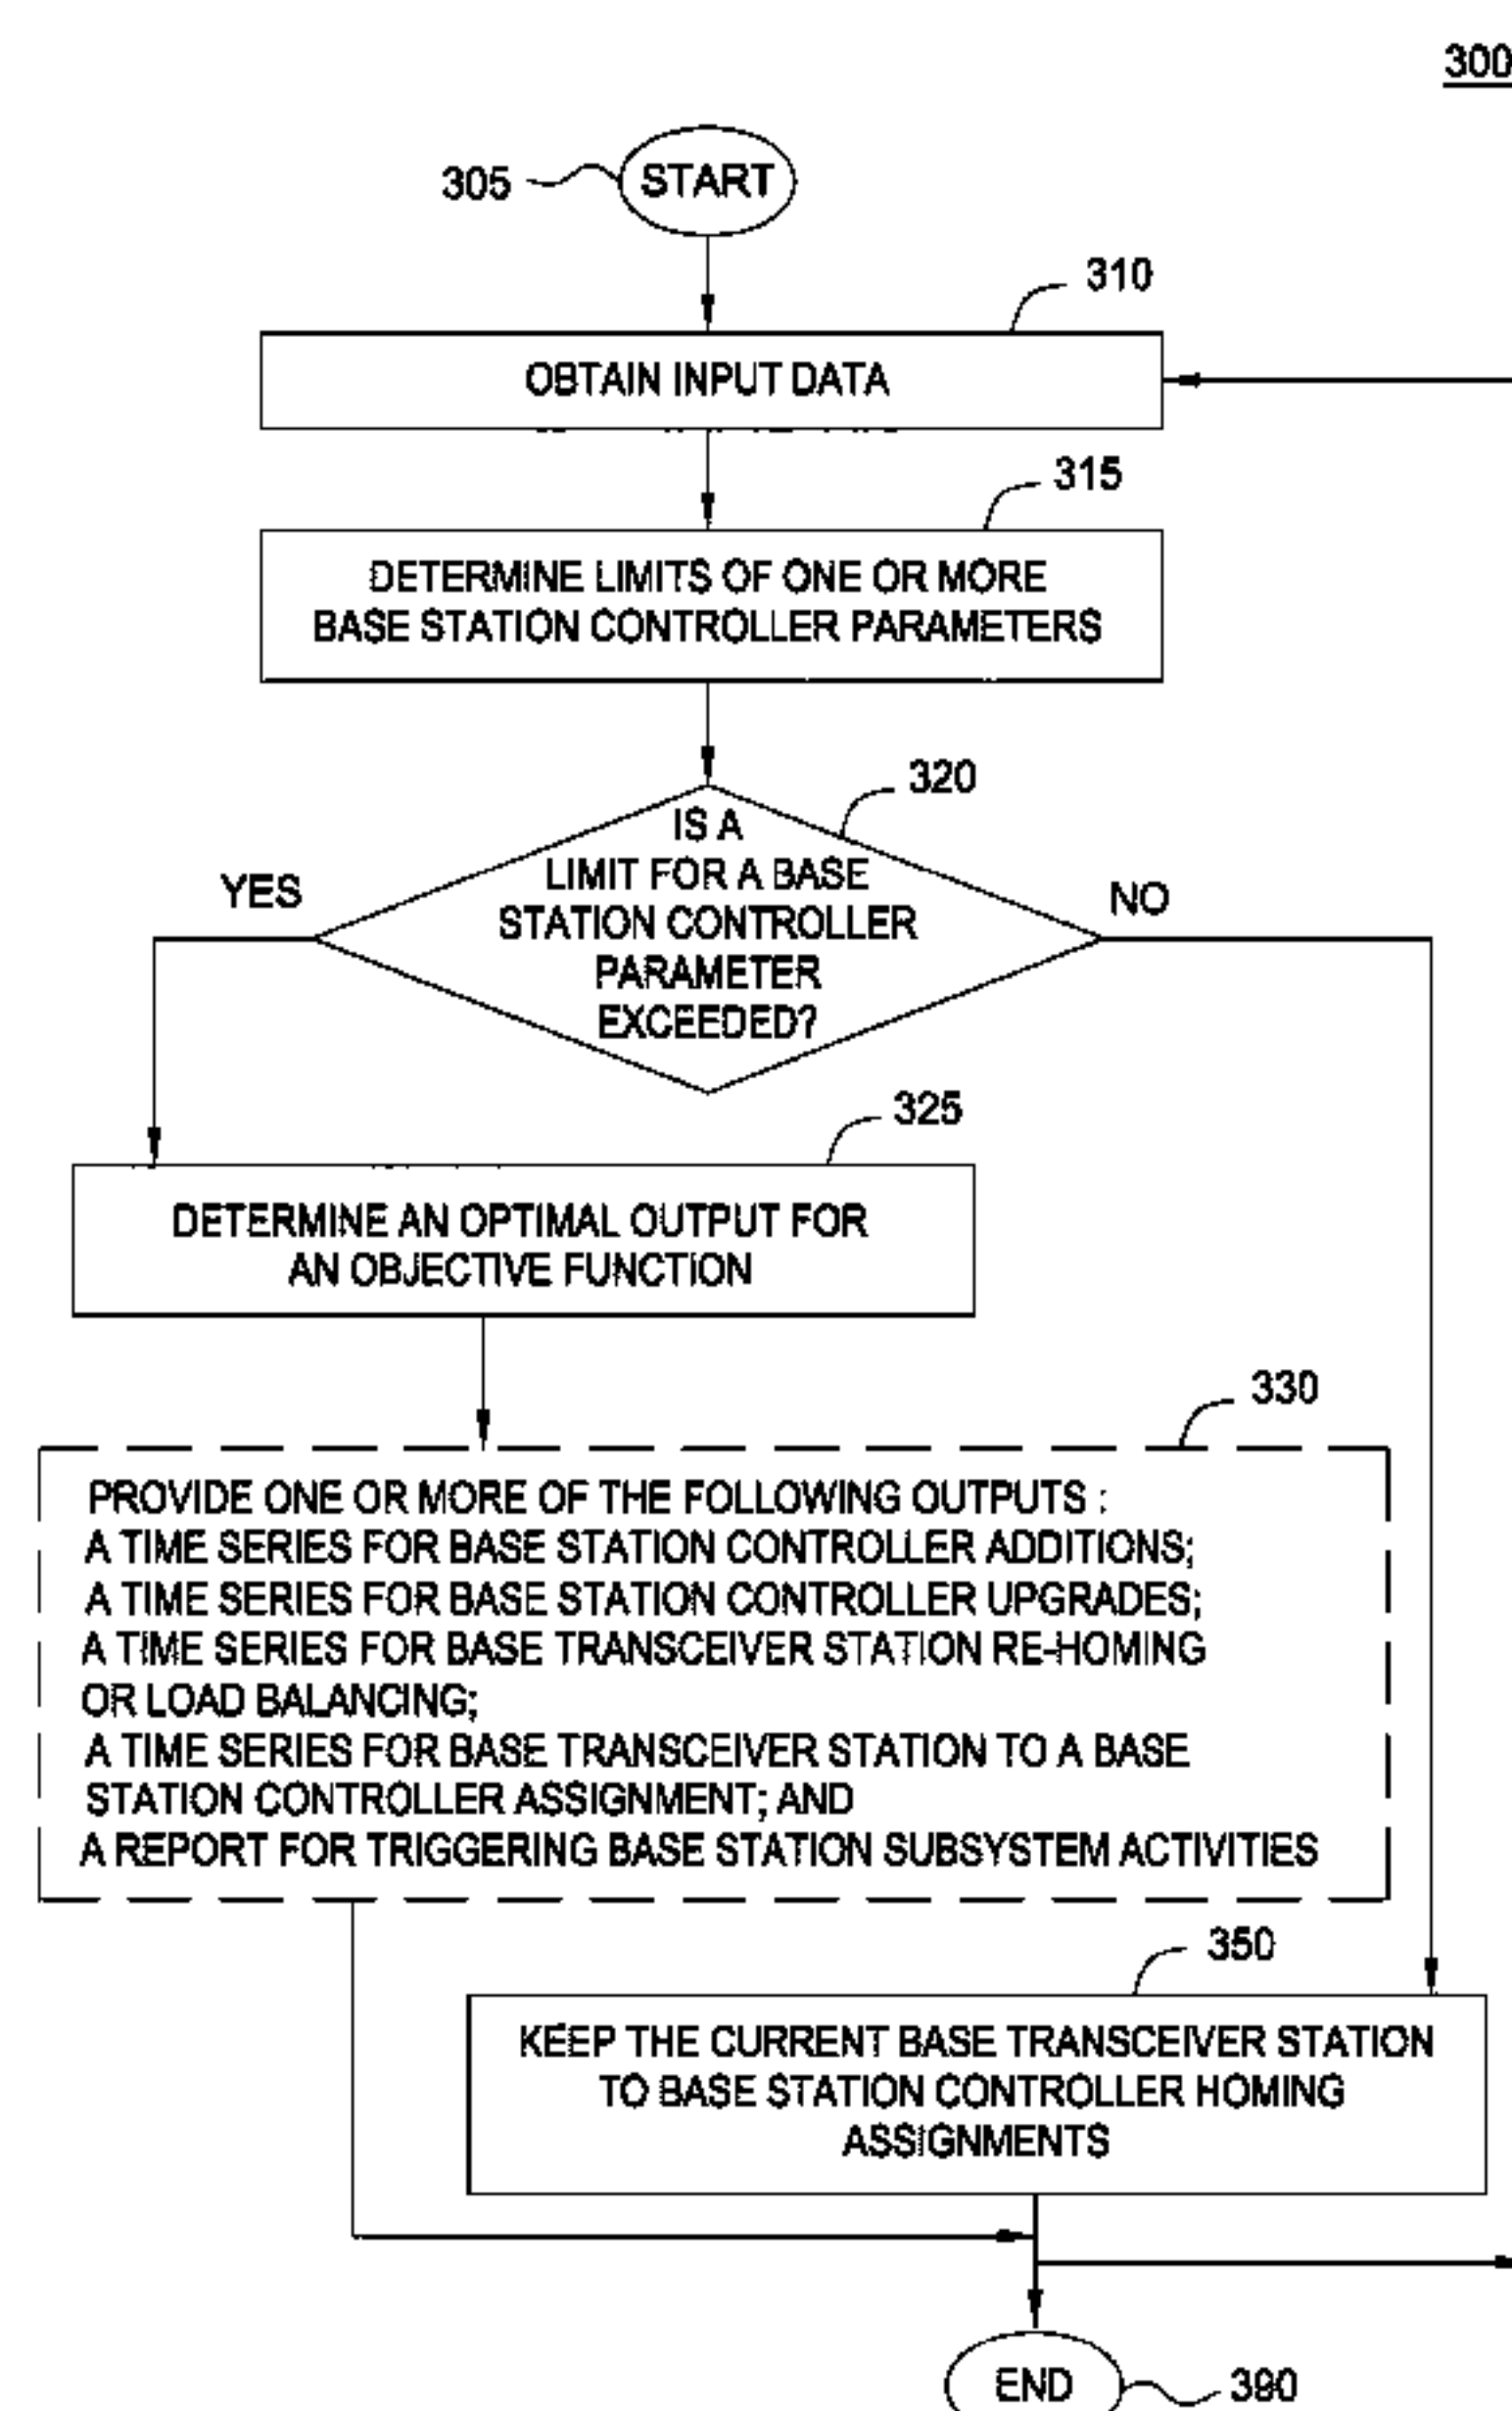 300
305
START
310
OBTAIN INPUT DATA
315
DETERMINE LIMITS OF ONE OR MORE
BASE STATION CONTROLLER PARAMETERS
320
IS A
LIMIT FOR A BASE
STATION CONTROLLER
PARAMETER
EXCEEDED?
YES
NO
325
DETERMINE AN OPTIMAL OUTPUT FOR
AN OBJECTIVE FUNCTION
330
PROVIDE ONE OR MORE OF THE FOLLOWING OUTPUTS :
A TIME SERIES FOR BASE STATION CONTROLLER ADDITIONS;
A TIME SERIES FOR BASE STATION CONTROLLER UPGRADES;
A TIME SERIES FOR BASE TRANSCEIVER STATION RE-HOMING
OR LOAD BALANCING;
A TIME SERIES FOR BASE TRANSCEIVER STATION TO A BASE
STATION CONTROLLER ASSIGNMENT; AND
A REPORT FOR TRIGGERING BASE STATION SUBSYSTEM ACTIVITIES
350
KEEP THE CURRENT BASE TRANSCEIVER STATION
TO BASE STATION CONTROLLER HOMING
ASSIGNMENTS
END
390